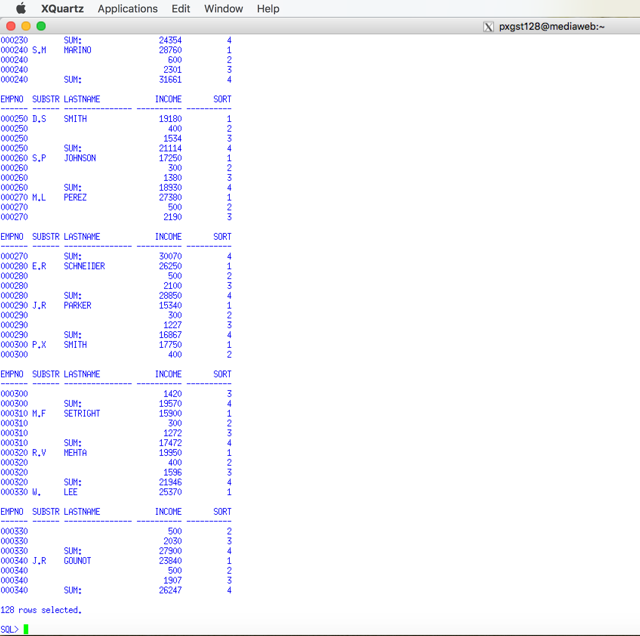 XQuartz Applications Edit Window Help
X pxgst128@mediaweb:~
000230 SUM: 24354 4
000240 S.M MARINO 28760 1
000240 600 2
000240 2301 3
000240 SUM: 31661 4
EMPNO SUBSTR LASTNAME INCOME SORT
------ ------ --------------- ---------- ----------
000250 D.S SMITH 19180 1
000250 400 2
000250 1534 3
000250 SUM: 21114 4
000260 S.P JOHNSON 17250 1
000260 300 2
000260 1380 3
000260 SUM: 18930 4
000270 M.L PEREZ 27380 1
000270 500 2
000270 2190 3
EMPNO SUBSTR LASTNAME INCOME SORT
------ ------ --------------- ---------- ----------
000270 SUM: 30070 4
000280 E.R SCHNEIDER 26250 1
000280 500 2
000280 2100 3
000280 SUM: 28850 4
000290 J.R PARKER 15340 1
000290 300 2
000290 1227 3
000290 SUM: 16867 4
000300 P.X SMITH 17750 1
000300 400 2
EMPNO SUBSTR LASTNAME INCOME SORT
------ ------ --------------- ---------- ----------
000300 1420 3
000300 SUM: 19570 4
000310 M.F SETRIGHT 15900 1
000310 300 2
000310 1272 3
000310 SUM: 17472 4
000320 R.V MEHTA 19950 1
000320 400 2
000320 1596 3
000320 SUM: 21946 4
000330 W. LEE 25370 1
EMPNO SUBSTR LASTNAME INCOME SORT
------ ------ --------------- ---------- ----------
000330 500 2
000330 2030 3
000330 SUM: 27900 4
000340 J.R GOUNOT 23840 1
000340 500 2
000340 1907 3
000340 SUM: 26247 4
128 rows selected.
SQL>